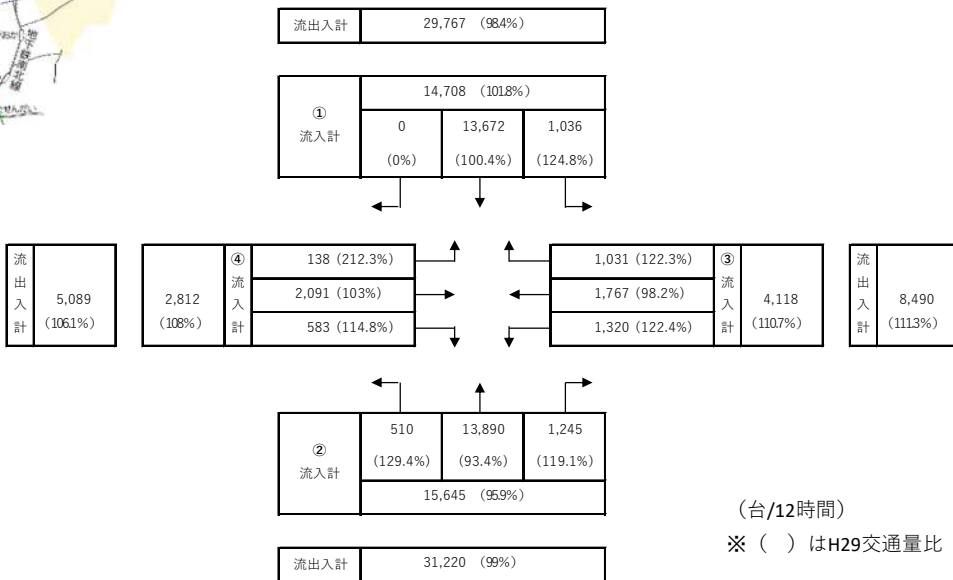 地下鉄南北線
流出入計 29,767 (98.4%)
① 流入計
14,708 (101.8%)
0 13,672 1,036
(0%) (100.4%) (124.8%)
流出入計 5,089 (106.1%)
2,812 (108%)
④ 流入計
138 (212.3%)
2,091 (103%)
583 (114.8%)
1,031 (122.3%)
1,767 (98.2%)
1,320 (122.4%)
③ 流入計
4,118 (110.7%)
流出入計 8,490 (111.3%)
② 流入計
510 13,890 1,245
(129.4%) (93.4%) (119.1%)
15,645 (95.9%)
流出入計 31,220 (99%)
(台/12時間)
※ ( )はH29交通量比